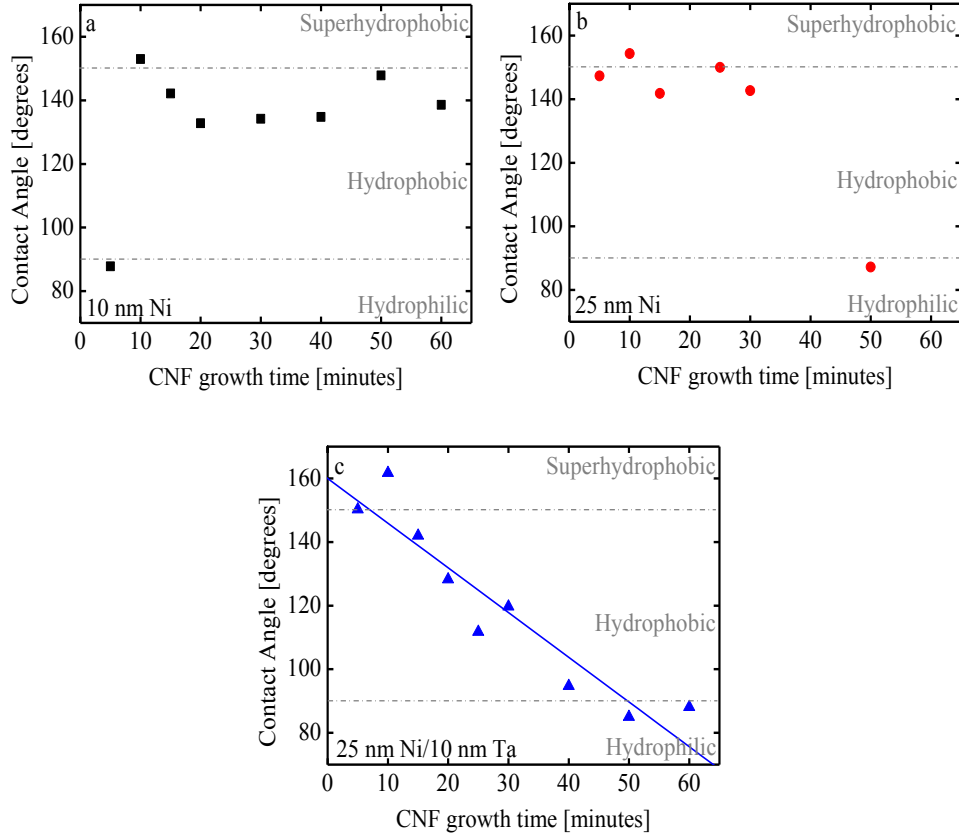 a
Superhydrophobic
160
140
120
100
80
Contact Angle [degrees]
Hydrophobic
Hydrophilic
10 nm Ni
0 10 20 30 40 50 60
CNF growth time [minutes]
b
Superhydrophobic
160
140
120
100
80
Contact Angle [degrees]
Hydrophobic
Hydrophilic
25 nm Ni
0 10 20 30 40 50 60
CNF growth time [minutes]
c
Superhydrophobic
160
140
120
100
80
Contact Angle [degrees]
Hydrophobic
Hydrophilic
25 nm Ni/10 nm Ta
0 10 20 30 40 50 60
CNF growth time [minutes]